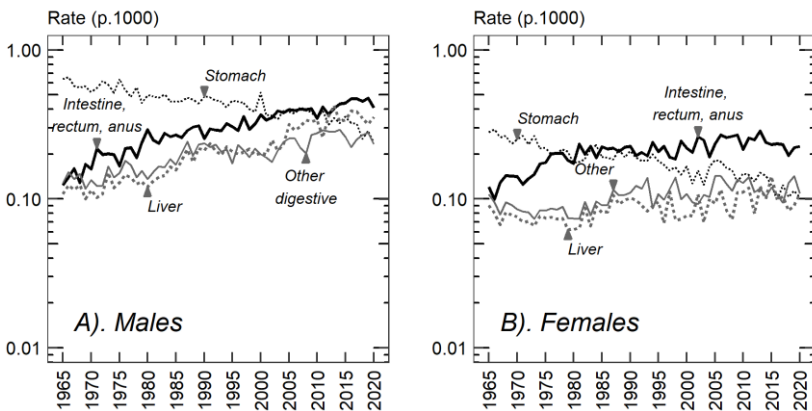 Rate (p.1000)
1.00
0.10
0.01
Stomach
Intestine,
rectum, anus
Liver
Other
digestive
A). Males
1965
1970
1975
1980
1985
1990
1995
2000
2005
2010
2015
2020
Rate (p.1000)
1.00
0.10
0.01
Stomach
Intestine,
rectum, anus
Other
Liver
B). Females
1965
1970
1975
1980
1985
1990
1995
2000
2005
2010
2015
2020